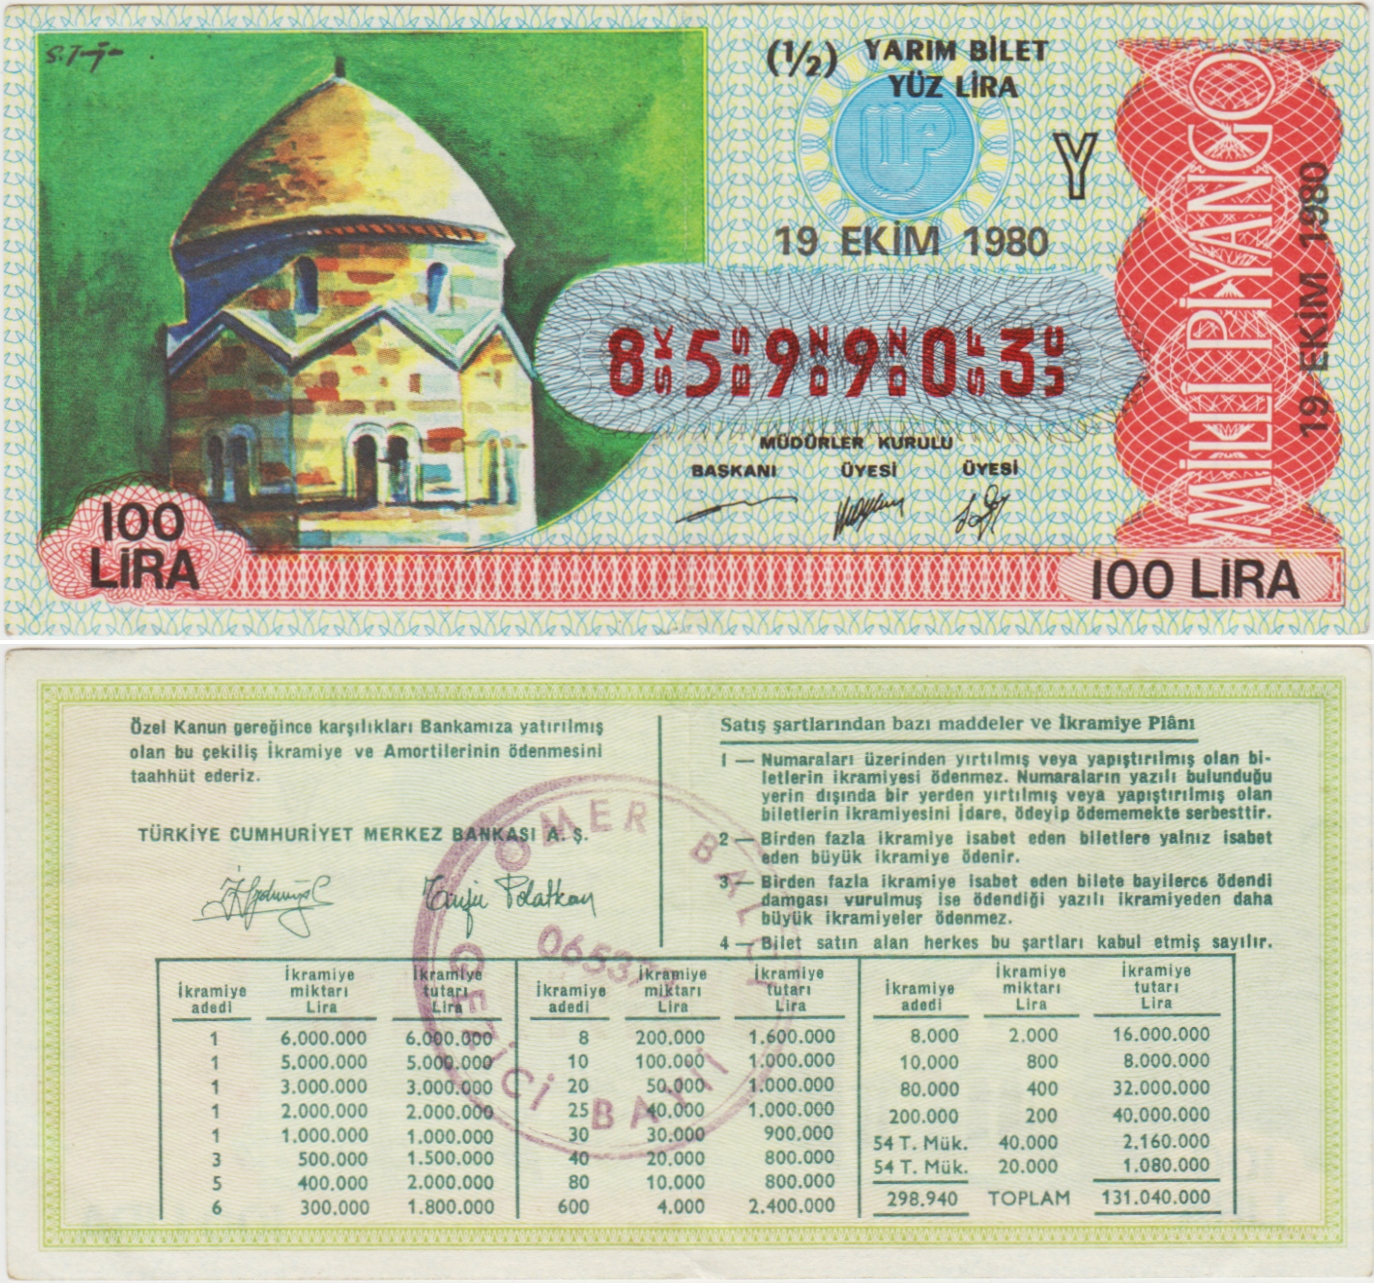 S. Tuğa
(1/2) YARIM BİLET
YÜZ LİRA
Y
19 EKİM 1980
8 SK 5 BS 9 DZ 9 DZ 0 SF 3 UÜ
MÜDÜRLER KURULU
BAŞKANI ÜYESİ ÜYESİ
MİLLİ PİYANGO
19 EKİM 1980
100
LİRA
100 LİRA
Özel Kanun gereğince karşılıkları Bankamıza yatırılmış
olan bu çekiliş İkramiye ve Amortilerinin ödenmesini
taahhüt ederiz.
TÜRKİYE CUMHURİYET MERKEZ BANKASI A. Ş.
ÖMER BALCI
GEZİCİ BAYİİ
Satış şartlarından bazı maddeler ve İkramiye Plânı
1 — Numaraları üzerinden yırtılmış veya yapıştırılmış olan bi-
letlerin ikramiyesi ödenmez. Numaraların yazılı bulunduğu
yerin dışında bir yerden yırtılmış veya yapıştırılmış olan
biletlerin ikramiyesini İdare, ödeyip ödememekte serbesttir.
2 — Birden fazla ikramiye isabet eden biletlere yalnız isabet
eden büyük ikramiye ödenir.
3 — Birden fazla ikramiye isabet eden bilete bayilerce ödendi
damgası vurulmuş ise ödendiği yazılı ikramiyeden daha
büyük ikramiyeler ödenmez.
4 — Bilet satın alan herkes bu şartları kabul etmiş sayılır.
İkramiye adedi İkramiye miktarı Lira İkramiye tutarı Lira İkramiye adedi İkramiye miktarı Lira İkramiye tutarı Lira İkramiye adedi İkramiye miktarı Lira İkramiye tutarı Lira
1 6.000.000 6.000.000 8 200.000 1.600.000 8.000 2.000 16.000.000
1 5.000.000 5.000.000 10 100.000 1.000.000 10.000 800 8.000.000
1 3.000.000 3.000.000 20 50.000 1.000.000 80.000 400 32.000.000
1 2.000.000 2.000.000 25 40.000 1.000.000 200.000 200 40.000.000
1 1.000.000 1.000.000 30 30.000 900.000 54 T. Mük. 40.000 2.160.000
3 500.000 1.500.000 40 20.000 800.000 54 T. Mük. 20.000 1.080.000
5 400.000 2.000.000 80 10.000 800.000 298.940 TOPLAM 131.040.000
6 300.000 1.800.000 600 4.000 2.400.000